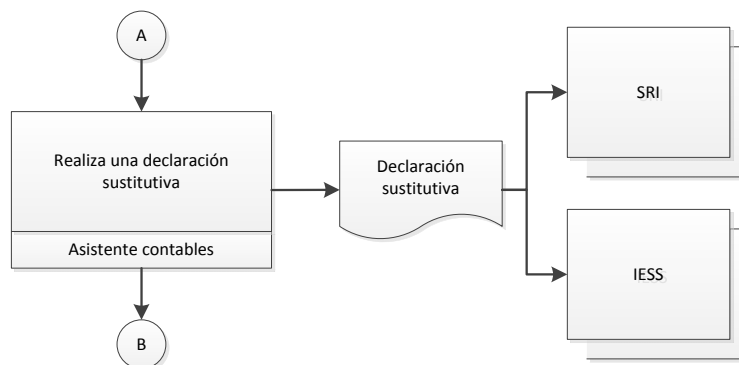 A
Realiza una declaración
sustitutiva
Asistente contables
Declaración
sustitutiva
SRI
IESS
B